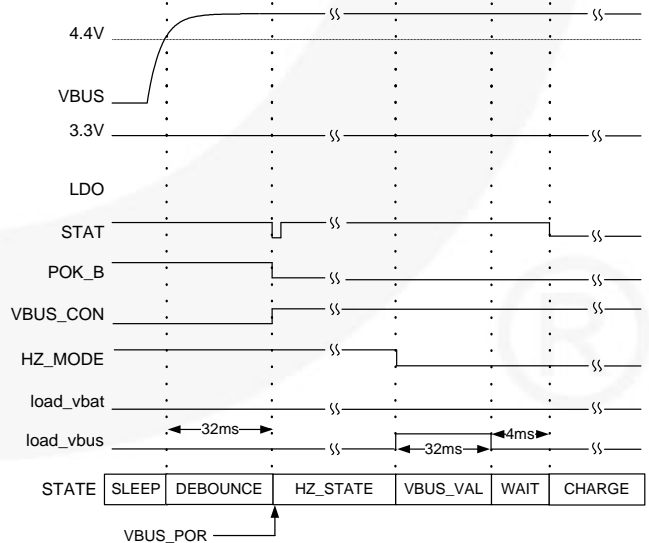 4.4V
VBUS
3.3V
LDO
STAT
POK_B
VBUS_CON
HZ_MODE
load_vbat
32ms
4ms
load_vbus
32ms
STATE SLEEP DEBOUNCE HZ_STATE VBUS_VAL WAIT CHARGE
VBUS_POR
®